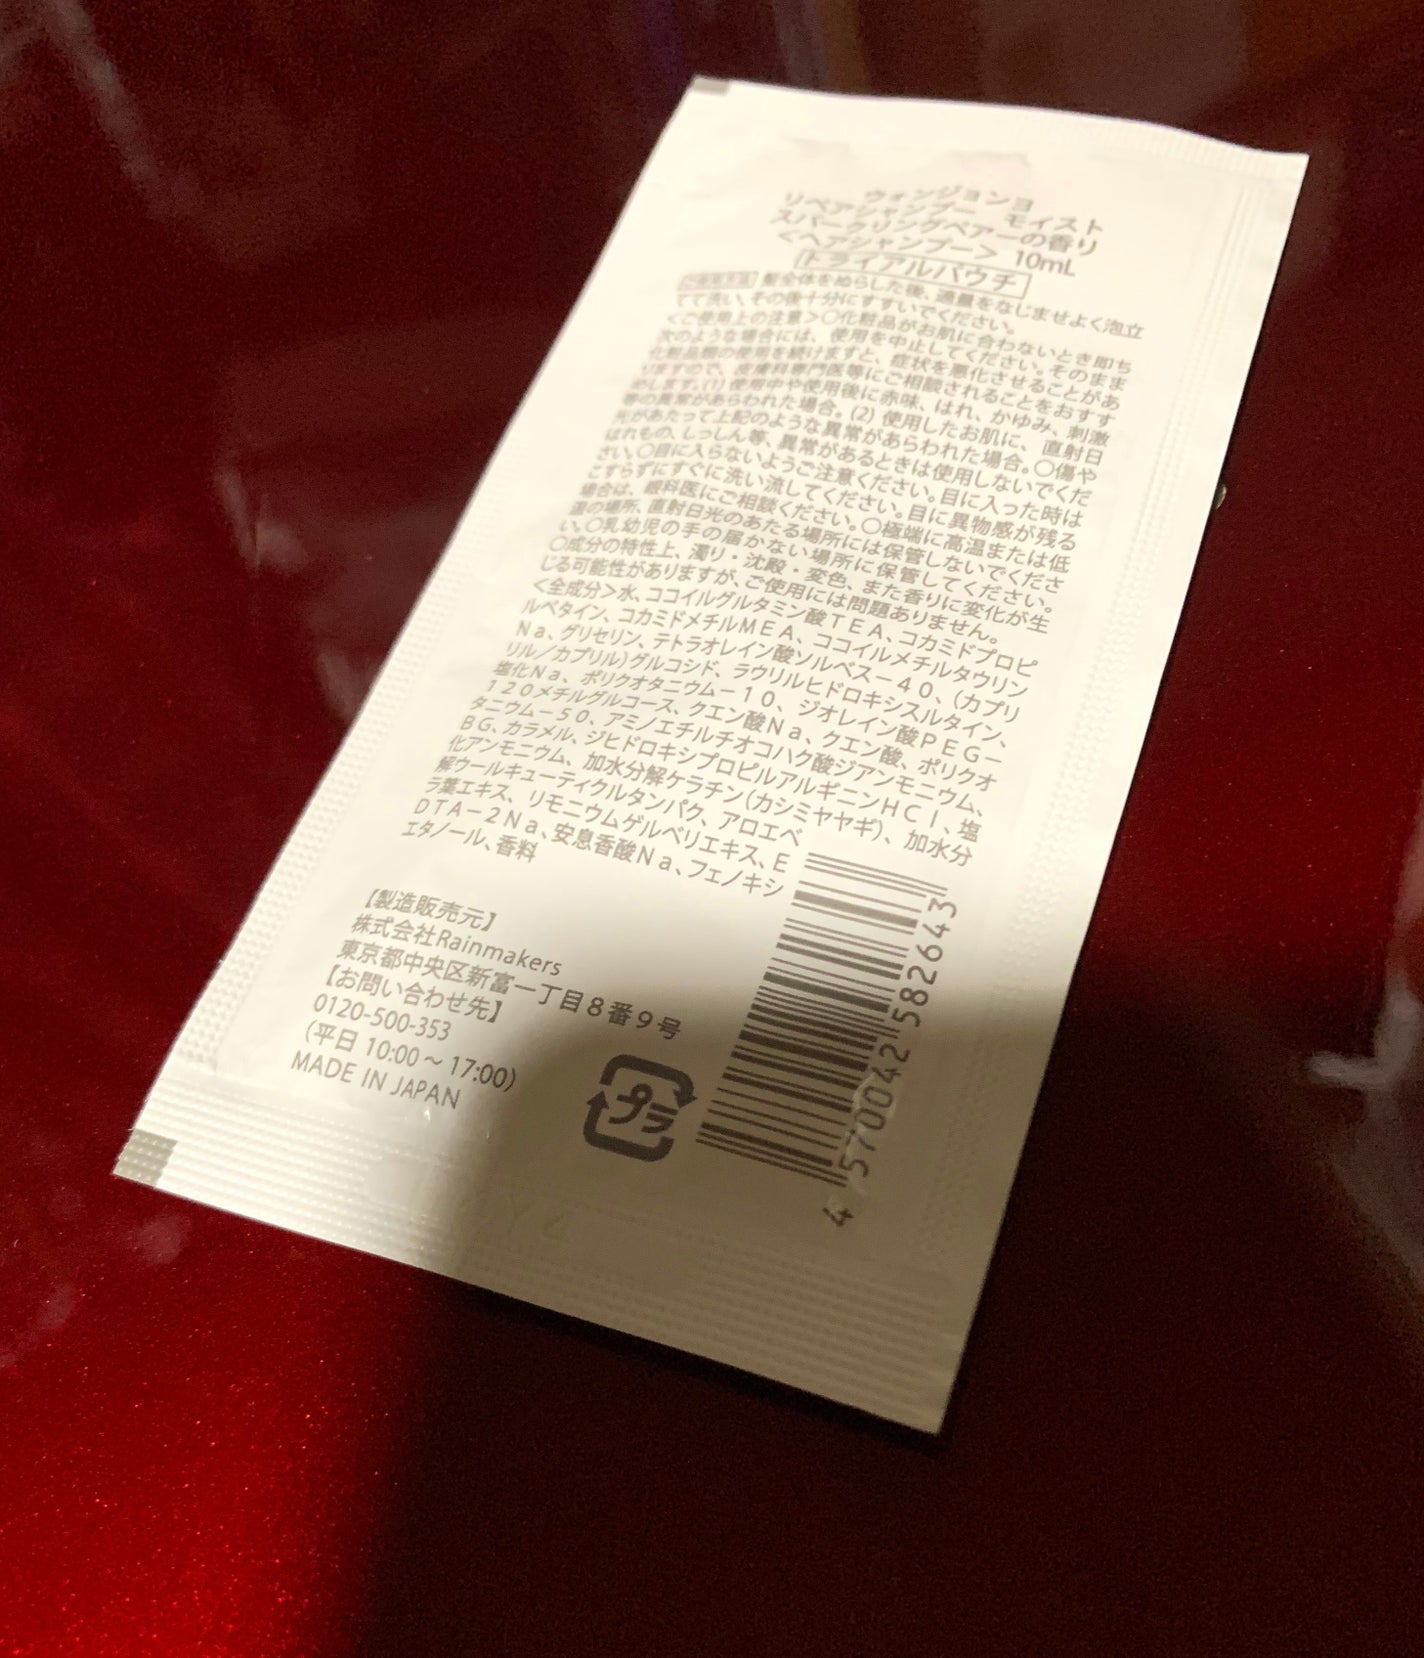 ウォンジョンヨ
リペアシャンプー モイスト
スパークリングペアーの香り
<ヘアシャンプー> 10mL
トライアルパウチ
髪全体をぬらした後、適量をなじませよく泡立
てて洗い、その後十分にすすいでください。
<ご使用上の注意>○化粧品がお肌に合わないとき即ち
次のような場合には、使用を中止してください。そのまま
化粧品類の使用を続けますと、症状を悪化させることがあ
りますので、皮膚科専門医等にご相談されることをおすす
めします。(1) 使用中や使用後に赤味、はれ、かゆみ、刺激
等の異常があらわれた場合。(2) 使用したお肌に、直射日
光があたって上記のような異常があらわれた場合。○傷や
はれもの、しっしん等、異常があるときは使用しないでくだ
さい。○目に入らないようご注意ください。目に入った時は
こすらずにすぐに洗い流してください。目に異物感が残る
場合は、眼科医にご相談ください。○極端に高温または低
温の場所、直射日光のあたる場所には保管しないでくださ
い。○乳幼児の手の届かない場所に保管してください。
○成分の特性上、濁り・沈殿・変色、また香りに変化が生
じる可能性がありますが、ご使用には問題ありません。
<全成分>水、ココイルグルタミン酸TEA、コカミドプロピ
ルベタイン、コカミドメチルMEA、ココイルメチルタウリン
Na、グリセリン、テトラオレイン酸ソルベス-40、(カプリ
リル/カプリル)グルコシド、ラウリルヒドロキシスルタイン、
塩化Na、ポリクオタニウム-10、ジオレイン酸PEG-
120メチルグルコース、クエン酸Na、クエン酸、ポリクオ
タニウム-50、アミノエチルチオコハク酸ジアンモニウム、
BG、カラメル、ジヒドロキシプロピルアルギニンHCl、塩
化アンモニウム、加水分解ケラチン(カシミヤヤギ)、加水分
解ウールキューティクルタンパク、アロエベ
ラ葉エキス、リモニウムゲルベリエキス、E
DTA-2Na、安息香酸Na、フェノキシ
エタノール、香料
【製造販売元】
株式会社Rainmakers
東京都中央区新富一丁目8番9号
【お問い合わせ先】
0120-500-353
(平日 10:00～17:00)
MADE IN JAPAN
プラ
4570042582643